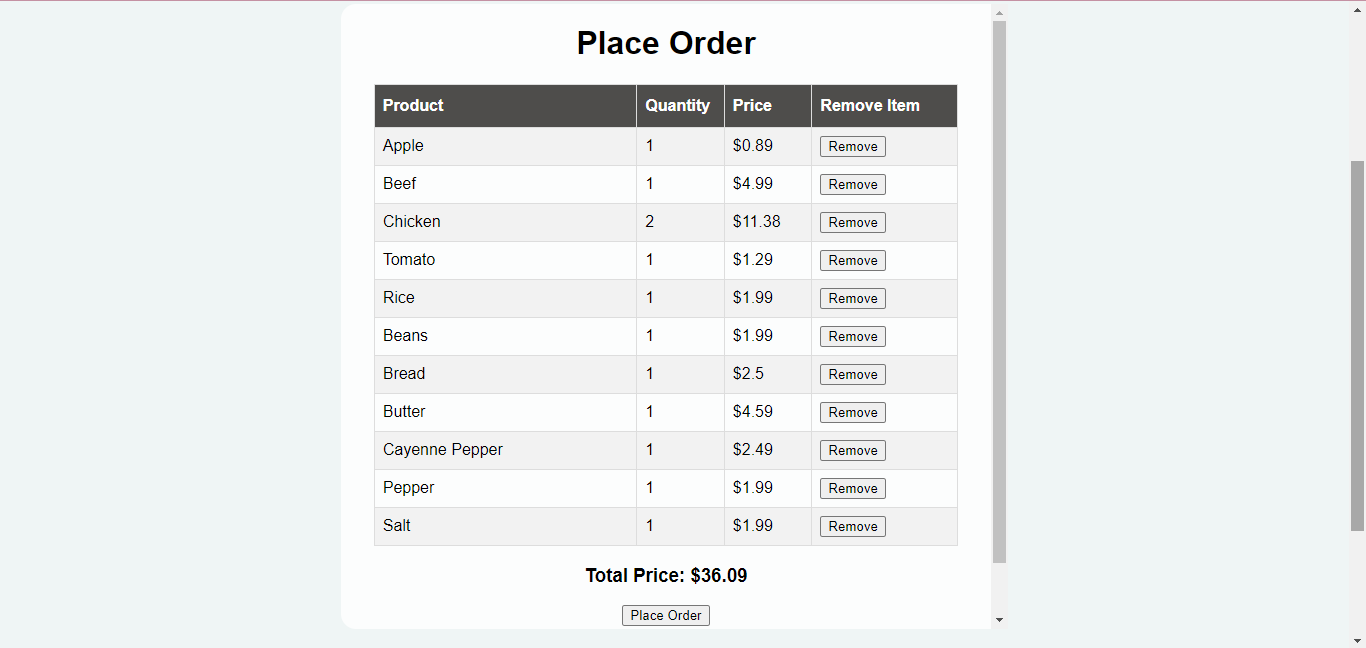 Place Order
Product Quantity Price Remove Item
Apple 1 $0.89 Remove
Beef 1 $4.99 Remove
Chicken 2 $11.38 Remove
Tomato 1 $1.29 Remove
Rice 1 $1.99 Remove
Beans 1 $1.99 Remove
Bread 1 $2.5 Remove
Butter 1 $4.59 Remove
Cayenne Pepper 1 $2.49 Remove
Pepper 1 $1.99 Remove
Salt 1 $1.99 Remove
Total Price: $36.09
Place Order